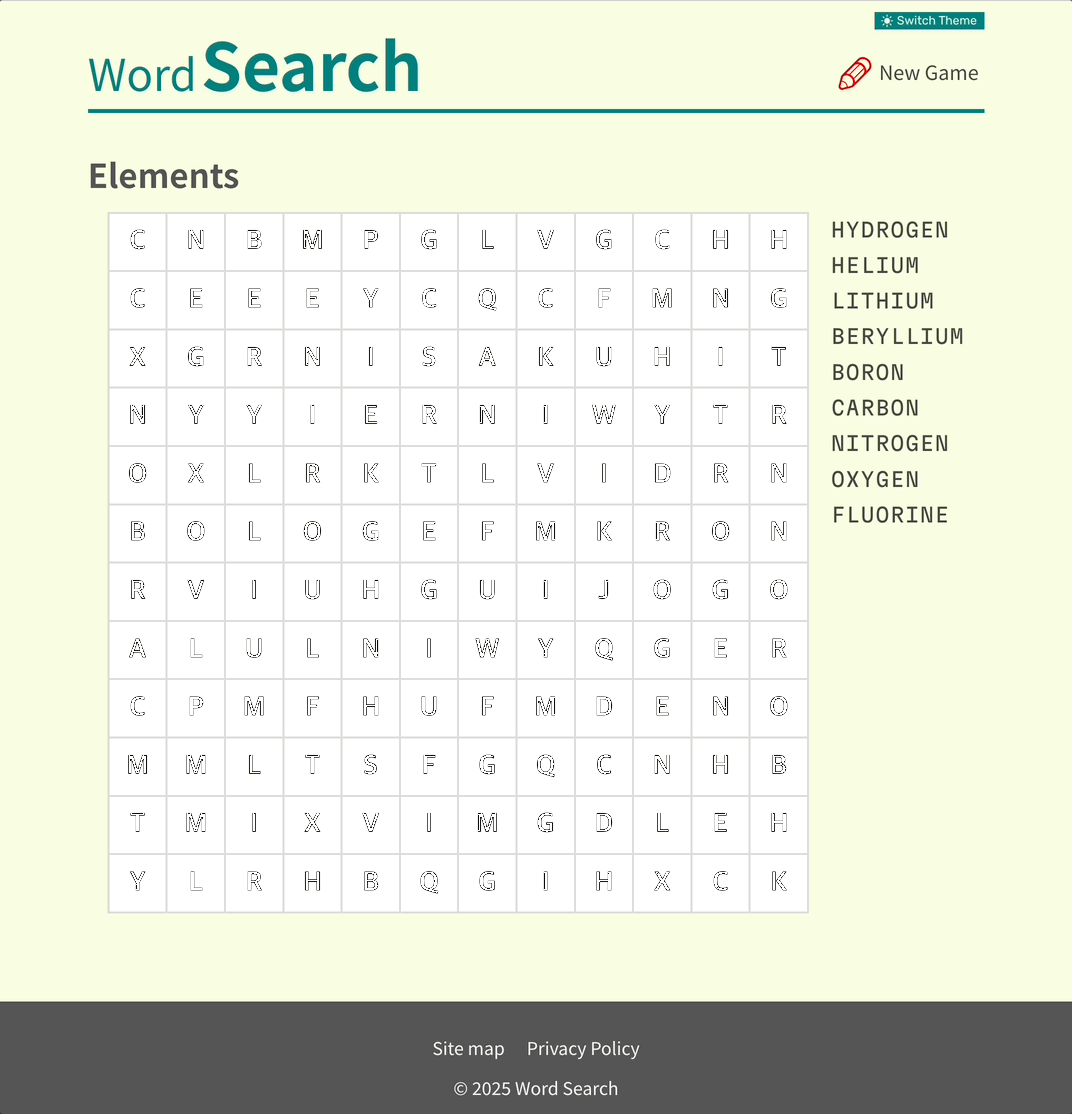 Switch Theme
Word Search
New Game
Elements
C N B M P G L V G C H H
C E E E Y C Q C F M N G
X G R N I S A K U H I T
N Y Y I E R N I W Y T R
O X L R K T L V I D R N
B O L O G E F M K R O N
R V I U H G U I J O G O
A L U L N I W Y Q G E R
C P M F H U F M D E N O
M M L T S F G Q C N H B
T M I X V I M G D L E H
Y L R H B Q G I H X C K
HYDROGEN
HELIUM
LITHIUM
BERYLLIUM
BORON
CARBON
NITROGEN
OXYGEN
FLUORINE
Site map Privacy Policy
© 2025 Word Search